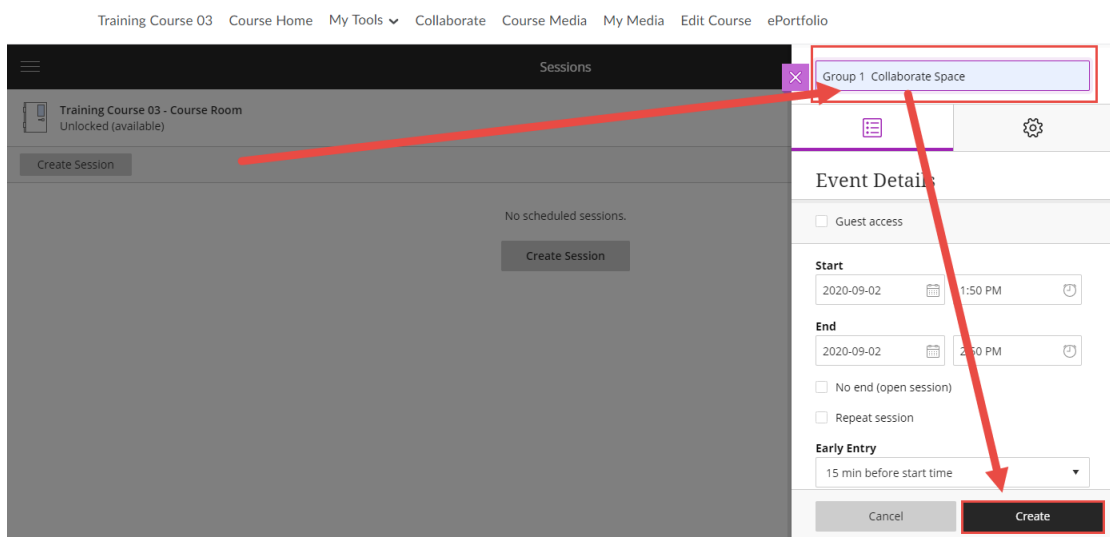 Training Course 03 Course Home My Tools Collaborate Course Media My Media Edit Course ePortfolio
Sessions
Group 1 Collaborate Space
Training Course 03 - Course Room
Unlocked (available)
Create Session
No scheduled sessions.
Create Session
Event Details
Guest access
Start
2020-09-02 1:50 PM
End
2020-09-02 2:50 PM
No end (open session)
Repeat session
Early Entry
15 min before start time
Cancel Create